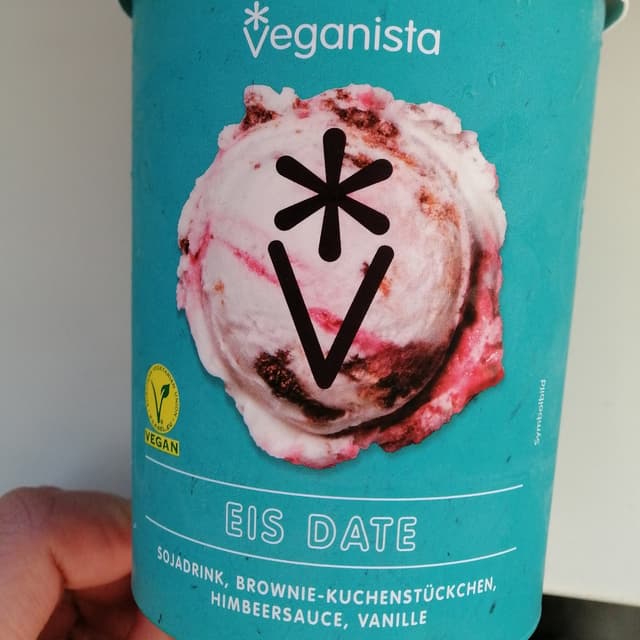 veganista
VEGAN
Symbolbild
EIS DATE
SOJADRINK, BROWNIE-KUCHENSTÜCKCHEN,
HIMBEERSAUCE, VANILLE